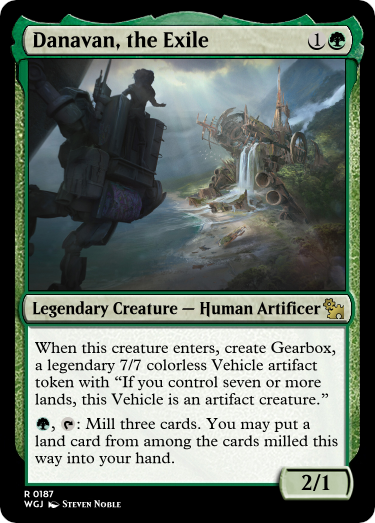 Danavan, the Exile 1
Legendary Creature — Human Artificer
When this creature enters, create Gearbox,
a legendary 7/7 colorless Vehicle artifact
token with “If you control seven or more
lands, this Vehicle is an artifact creature.”
, : Mill three cards. You may put a
land card from among the cards milled this
way into your hand.
2/1
R 0187
WGJ Steven Noble